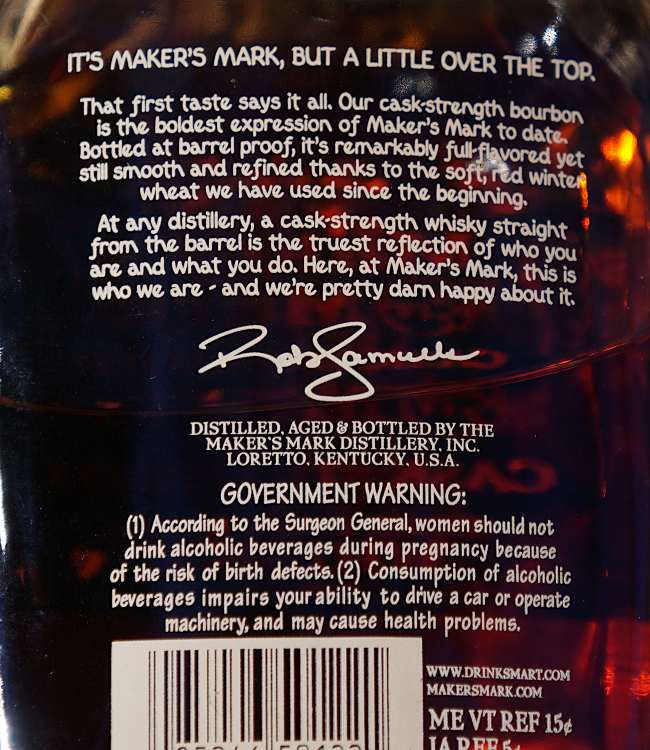 IT'S MAKER'S MARK, BUT A LITTLE OVER THE TOP.
That first taste says it all. Our cask-strength bourbon
is the boldest expression of Maker's Mark to date.
Bottled at barrel proof, it's remarkably full-flavored yet
still smooth and refined thanks to the soft, red winter
wheat we have used since the beginning.
At any distillery, a cask-strength whisky straight
from the barrel is the truest reflection of who you
are and what you do. Here, at Maker's Mark, this is
who we are - and we're pretty darn happy about it.
Rob Samuels
DISTILLED, AGED & BOTTLED BY THE
MAKER'S MARK DISTILLERY, INC.
LORETTO, KENTUCKY, U.S.A.
GOVERNMENT WARNING:
(1) According to the Surgeon General, women should not
drink alcoholic beverages during pregnancy because
of the risk of birth defects. (2) Consumption of alcoholic
beverages impairs your ability to drive a car or operate
machinery, and may cause health problems.
WWW.DRINKSMART.COM
MAKERSMARK.COM
ME VT REF 15¢
IA REF 5¢